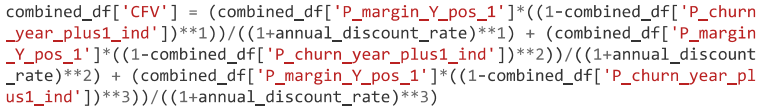 combined_df['CFV'] = (combined_df['P_margin_Y_pos_1']*((1-combined_df['P_churn
_year_plus1_ind'])**1))/((1+annual_discount_rate)**1) + (combined_df['P_margin
_Y_pos_1']*((1-combined_df['P_churn_year_plus1_ind'])**2))/((1+annual_discount
_rate)**2) + (combined_df['P_margin_Y_pos_1']*((1-combined_df['P_churn_year_pl
us1_ind'])**3))/((1+annual_discount_rate)**3)